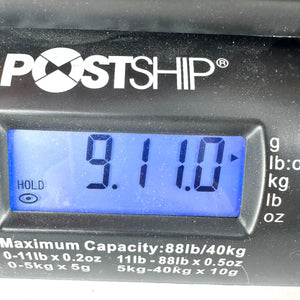 POSTSHIP®
9.11.0
HOLD
g
lb:oz
kg
lb
oz
Maximum Capacity:88lb/40kg
0-11lb x 0.2oz 11lb - 88lb x 0.5oz
0-5kg x 5g 5kg-40kg x 10g